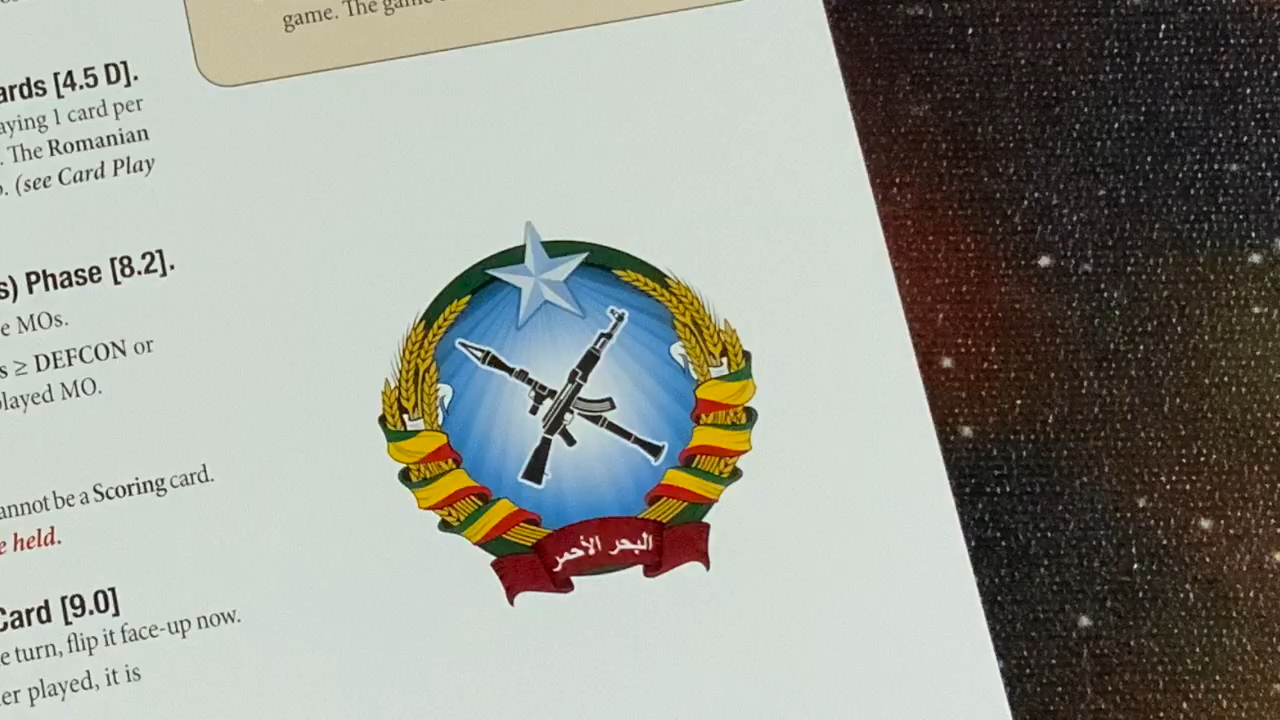 game. The game
ards [4.5 D].
aying 1 card per
. The Romanian
o. (see Card Play
s) Phase [8.2].
e MOs.
s ≥ DEFCON or
layed MO.
annot be a Scoring card.
e held.
Card [9.0]
e turn, flip it face-up now.
er played, it is
البحر الأحمر